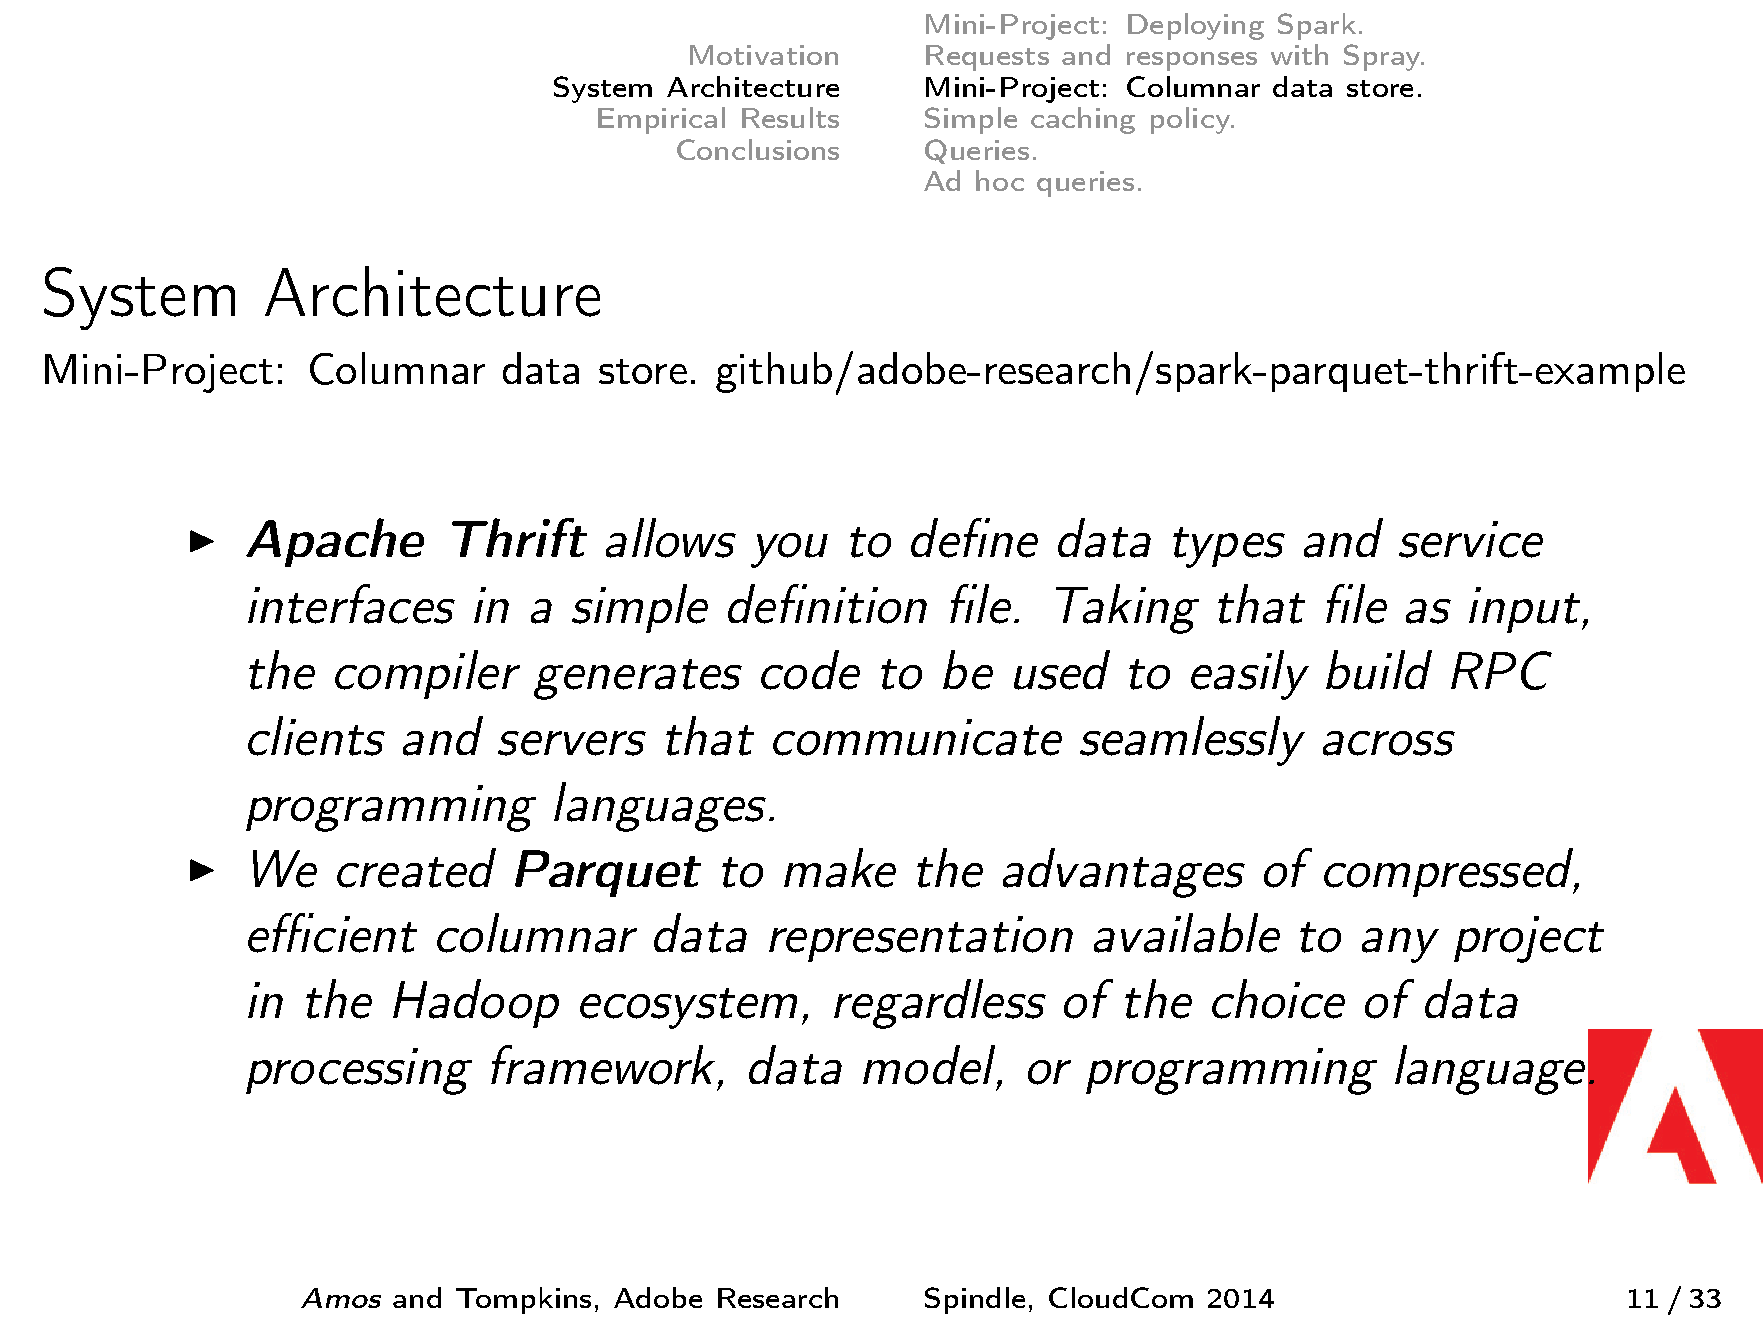 Motivation
System Architecture
Empirical Results
Conclusions
Mini-Project: Deploying Spark.
Requests and responses with Spray.
Mini-Project: Columnar data store.
Simple caching policy.
Queries.
Ad hoc queries.
System Architecture
Mini-Project: Columnar data store. github/adobe-research/spark-parquet-thrift-example
▶ Apache Thrift allows you to define data types and service
interfaces in a simple definition file. Taking that file as input,
the compiler generates code to be used to easily build RPC
clients and servers that communicate seamlessly across
programming languages.
▶ We created Parquet to make the advantages of compressed,
efficient columnar data representation available to any project
in the Hadoop ecosystem, regardless of the choice of data
processing framework, data model, or programming language.
Amos and Tompkins, Adobe Research Spindle, CloudCom 2014 11 / 33